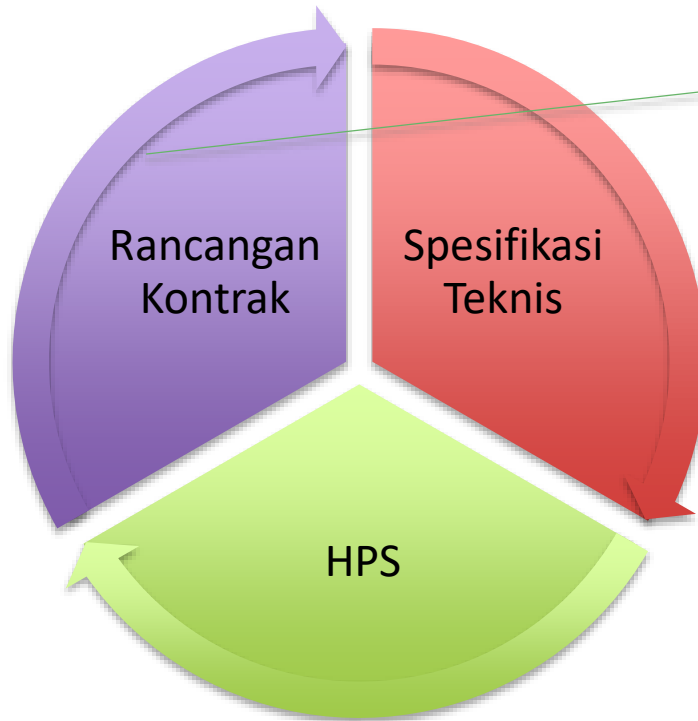 Rancangan
Kontrak
Spesifikasi
Teknis
HPS